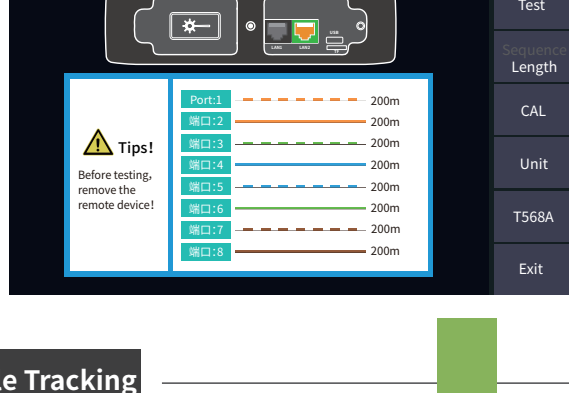 Test
USB
LAN1 LAN2
TF
Sequence
Length
CAL
Unit
T568A
Exit
Tips!
Before testing,
remove the
remote device!
Port:1 200m
端口:2 200m
端口:3 200m
端口:4 200m
端口:5 200m
端口:6 200m
端口:7 200m
端口:8 200m
le Tracking